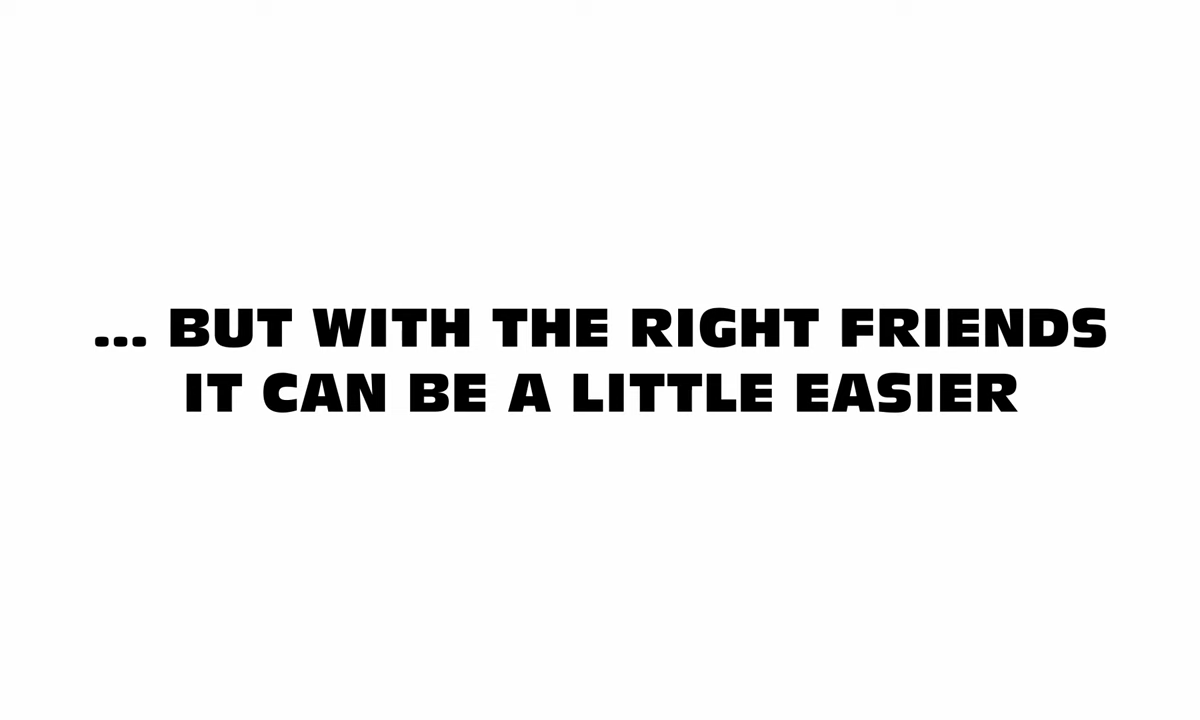 ... BUT WITH THE RIGHT FRIENDS
IT CAN BE A LITTLE EASIER